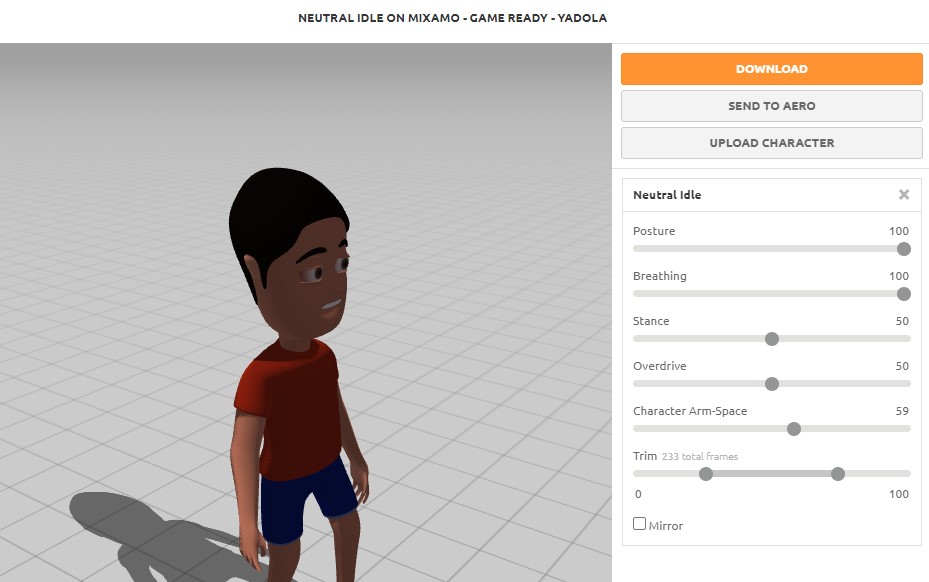 NEUTRAL IDLE ON MIXAMO - GAME READY - YADOLA
DOWNLOAD
SEND TO AERO
UPLOAD CHARACTER
Neutral Idle
Posture 100
Breathing 100
Stance 50
Overdrive 50
Character Arm-Space 59
Trim 233 total frames
0 100
Mirror